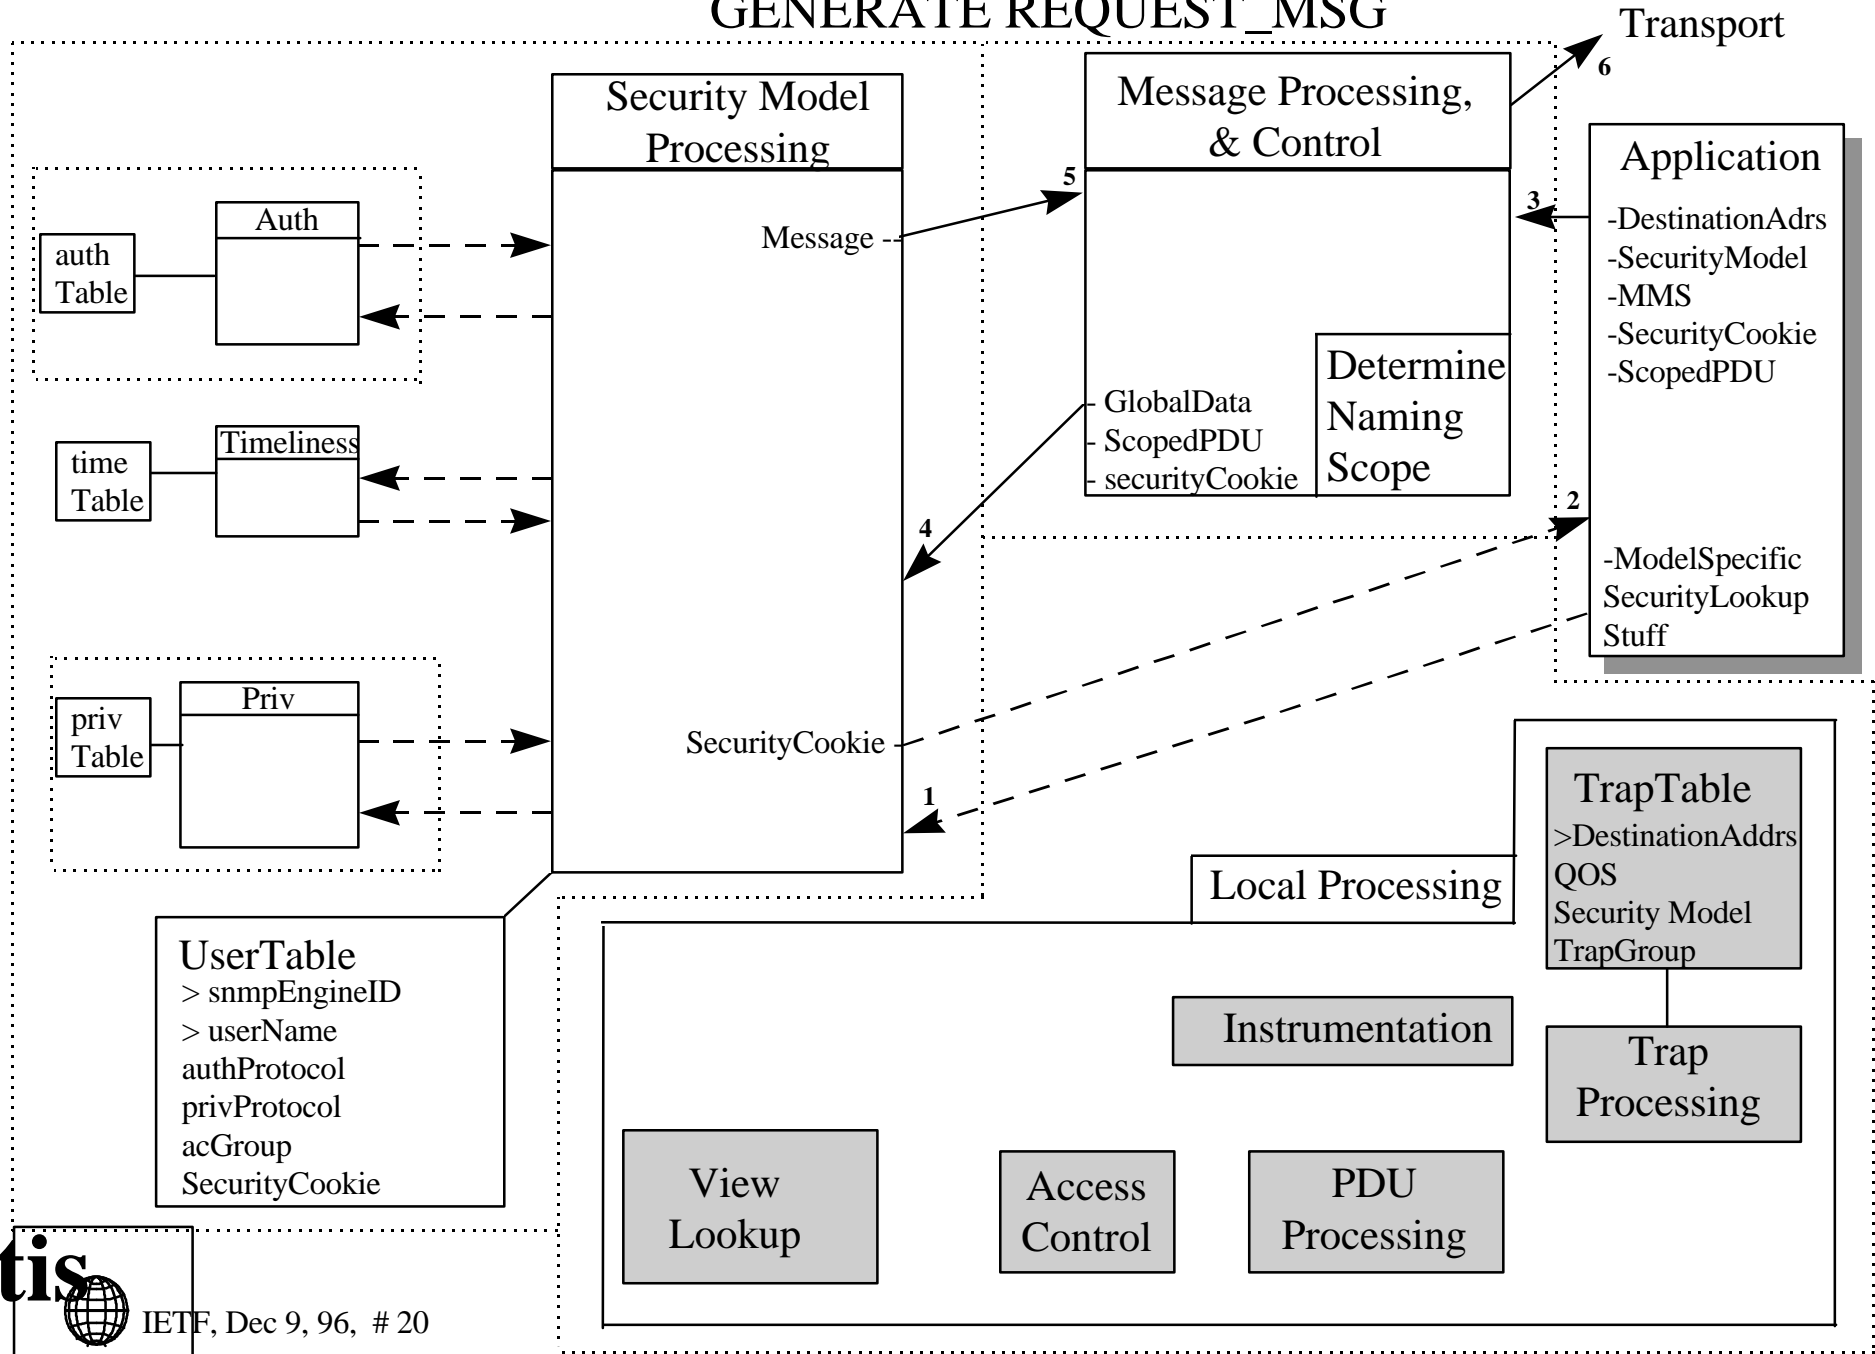 GENERATE REQUEST_MSG
Transport
6
Security Model
Processing
Message Processing,
& Control
5
3
Application
-DestinationAdrs
-SecurityModel
-MMS
-SecurityCookie
-ScopedPDU
Auth
auth
Table
Message --
Determine
Naming
Scope
- GlobalData
- ScopedPDU
- securityCookie
Timeliness
time
Table
4
2
-ModelSpecific
SecurityLookup
Stuff
Priv
priv
Table
SecurityCookie -
1
TrapTable
>DestinationAddrs
QOS
Security Model
TrapGroup
Local Processing
UserTable
> snmpEngineID
> userName
authProtocol
privProtocol
acGroup
SecurityCookie
Instrumentation
Trap
Processing
View
Lookup
Access
Control
PDU
Processing
tis
IETF, Dec 9, 96, # 20